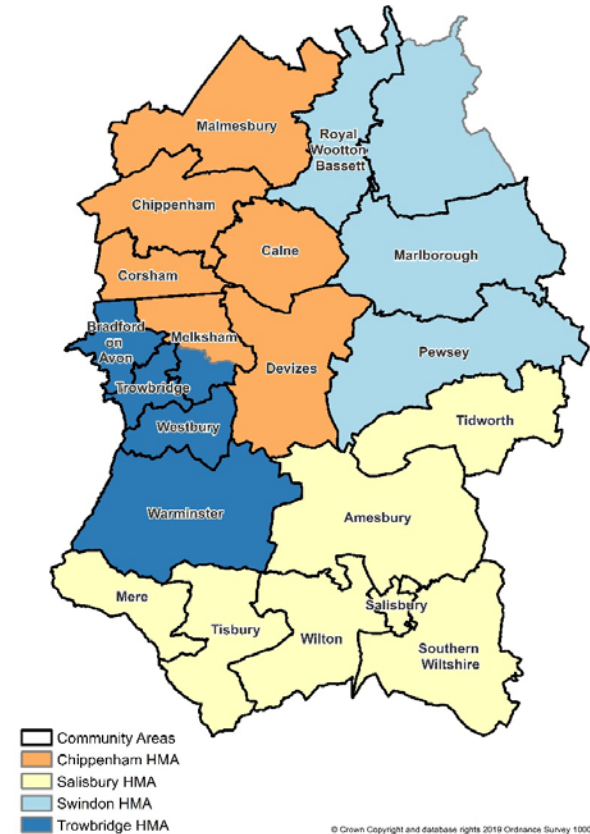 Malmesbury
Royal
Wootton
Bassett
Chippenham
Calne
Marlborough
Corsham
Bradford
on
Avon
Melksham
Devizes
Pewsey
Trowbridge
Westbury
Tidworth
Warminster
Amesbury
Mere
Tisbury
Wilton
Salisbury
Southern
Wiltshire
Community Areas
Chippenham HMA
Salisbury HMA
Swindon HMA
Trowbridge HMA
© Crown Copyright and database rights 2019 Ordnance Survey 1000